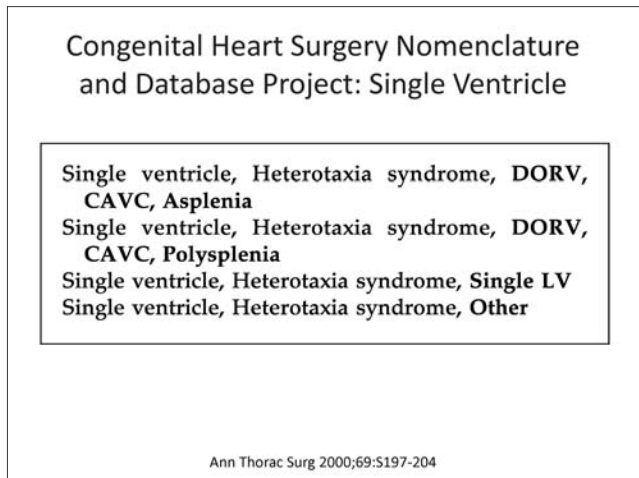 Congenital Heart Surgery Nomenclature
and Database Project: Single Ventricle
Single ventricle, Heterotaxia syndrome, DORV,
CAVC, Asplenia
Single ventricle, Heterotaxia syndrome, DORV,
CAVC, Polysplenia
Single ventricle, Heterotaxia syndrome, Single LV
Single ventricle, Heterotaxia syndrome, Other
Ann Thorac Surg 2000;69:S197-204